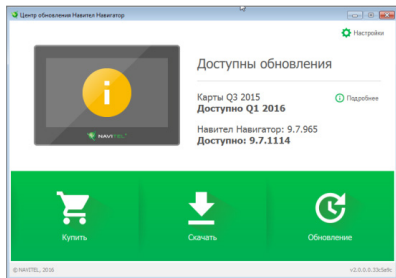 Центр обновления Навител Навигатор
Настройки
Доступны обновления
Карты Q3 2015
Подробнее
Доступно Q1 2016
Навител Навигатор: 9.7.965
Доступно: 9.7.1114
NAVITEL
Купить
Скачать
Обновление
© NAVITEL, 2016